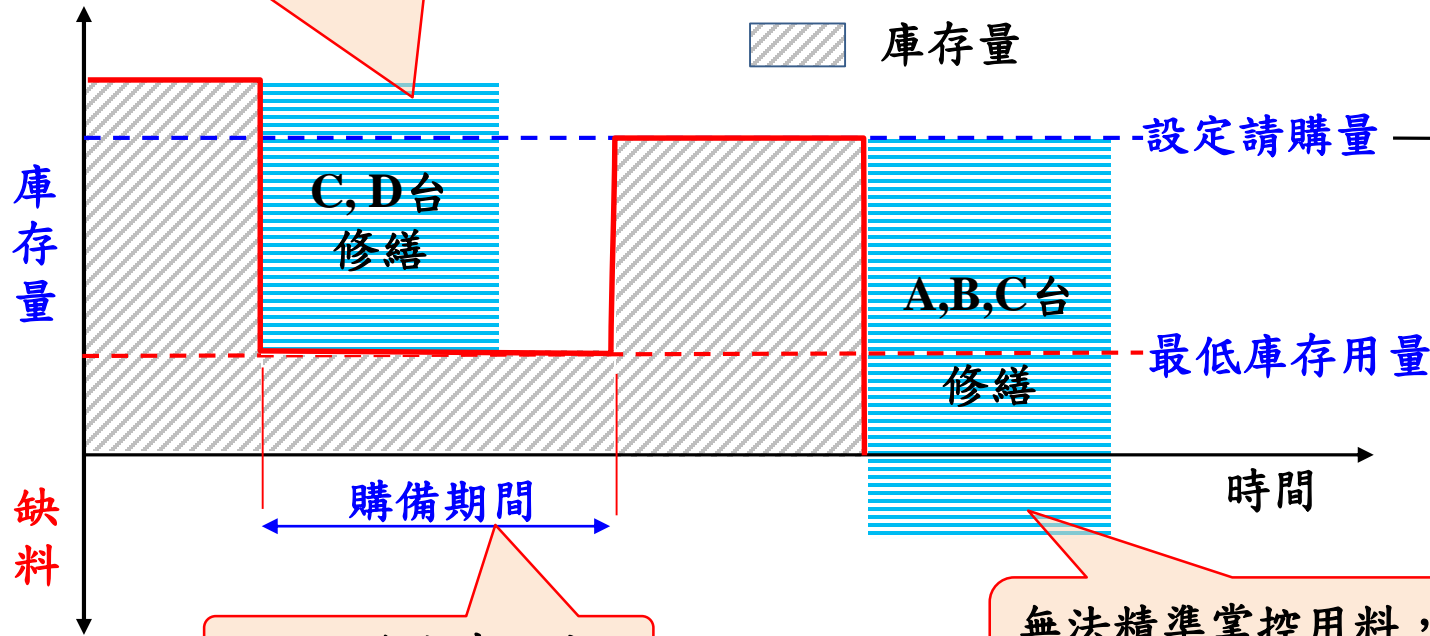 庫存量
設定請購量
庫存量
C, D台
修繕
A,B,C台
修繕
最低庫存用量
缺料
購備期間
時間
無法精準掌控用料，